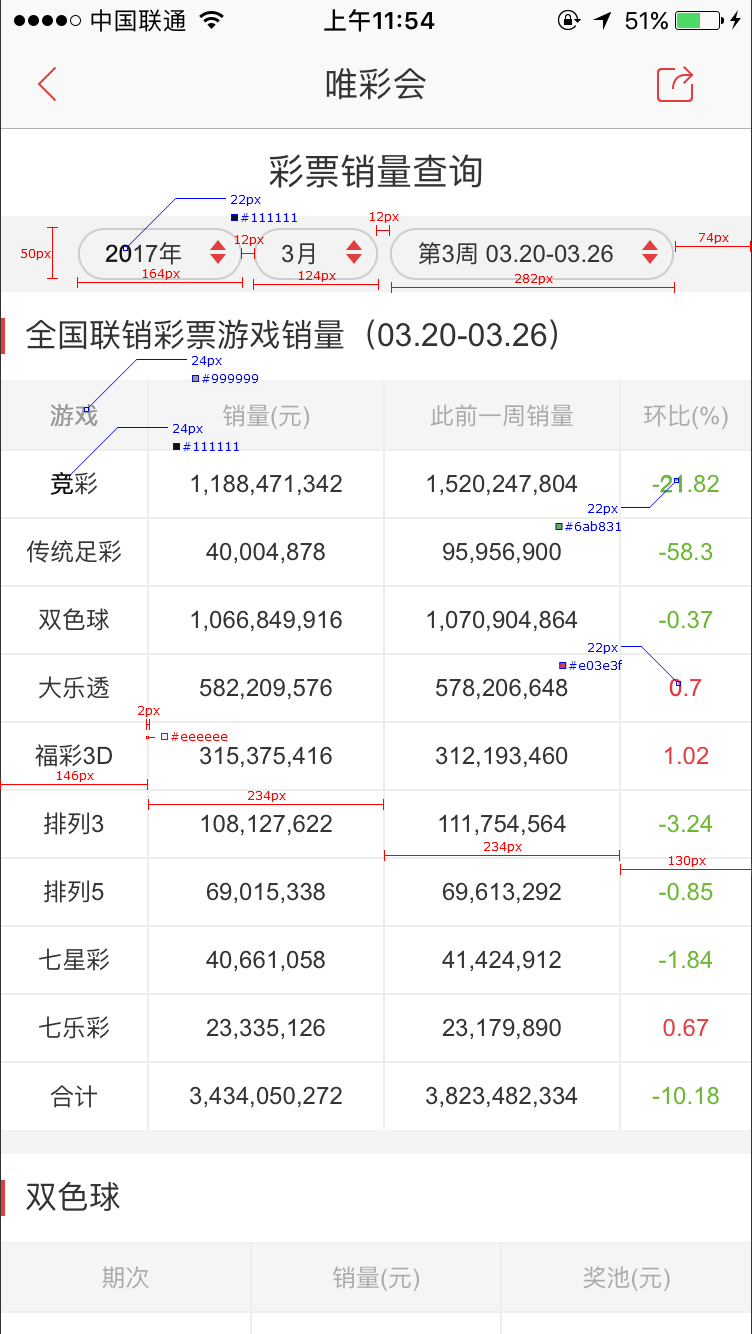 中国联通 上午11:54 51%
唯彩会
彩票销量查询
22px
#111111
12px
74px
12px
50px 2017年 3月 第3周 03.20-03.26
164px 124px 282px
全国联销彩票游戏销量（03.20-03.26）
24px
#999999
游戏 销量(元) 此前一周销量 环比(%)
24px
#111111
竞彩 1,188,471,342 1,520,247,804 -21.82
22px
#6ab831
传统足彩 40,004,878 95,956,900 -58.3
双色球 1,066,849,916 1,070,904,864 -0.37
22px
#e03e3f
大乐透 582,209,576 578,206,648 0.7
2px
#eeeeee
福彩3D 315,375,416 312,193,460 1.02
146px
234px
排列3 108,127,622 111,754,564 -3.24
234px
130px
排列5 69,015,338 69,613,292 -0.85
七星彩 40,661,058 41,424,912 -1.84
七乐彩 23,335,126 23,179,890 0.67
合计 3,434,050,272 3,823,482,334 -10.18
双色球
期次 销量(元) 奖池(元)